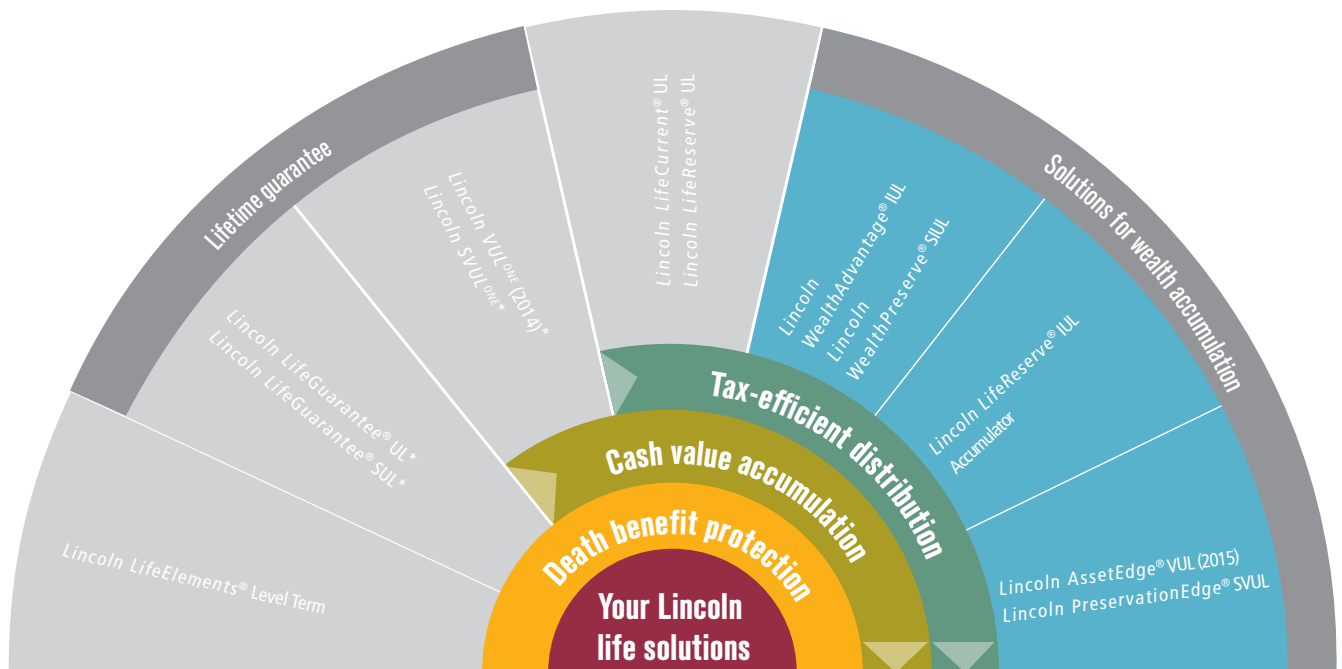 Lifetime guarantee
Solutions for wealth accumulation
Lincoln LifeElements® Level Term
Lincoln LifeGuarantee® UL*
Lincoln LifeGuarantee® SUL*
Lincoln VULONE (2014)*
Lincoln SVULONE*
Lincoln LifeCurrent® UL
Lincoln LifeReserve® UL
Lincoln
WealthAdvantage® IUL
Lincoln
WealthPreserve® SIUL
Lincoln LifeReserve® IUL
Accumulator
Lincoln AssetEdge® VUL (2015)
Lincoln PreservationEdge® SVUL
Tax-efficient distribution
Cash value accumulation
Death benefit protection
Your Lincoln
life solutions